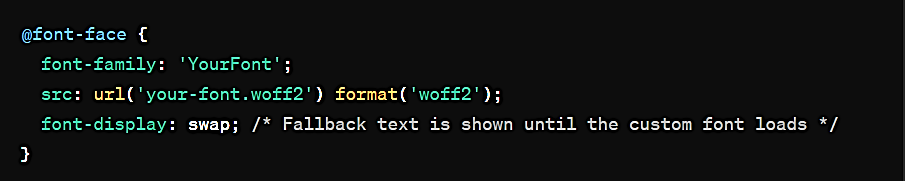 @font-face {
  font-family: 'YourFont';
  src: url('your-font.woff2') format('woff2');
  font-display: swap; /* Fallback text is shown until the custom font loads */
}